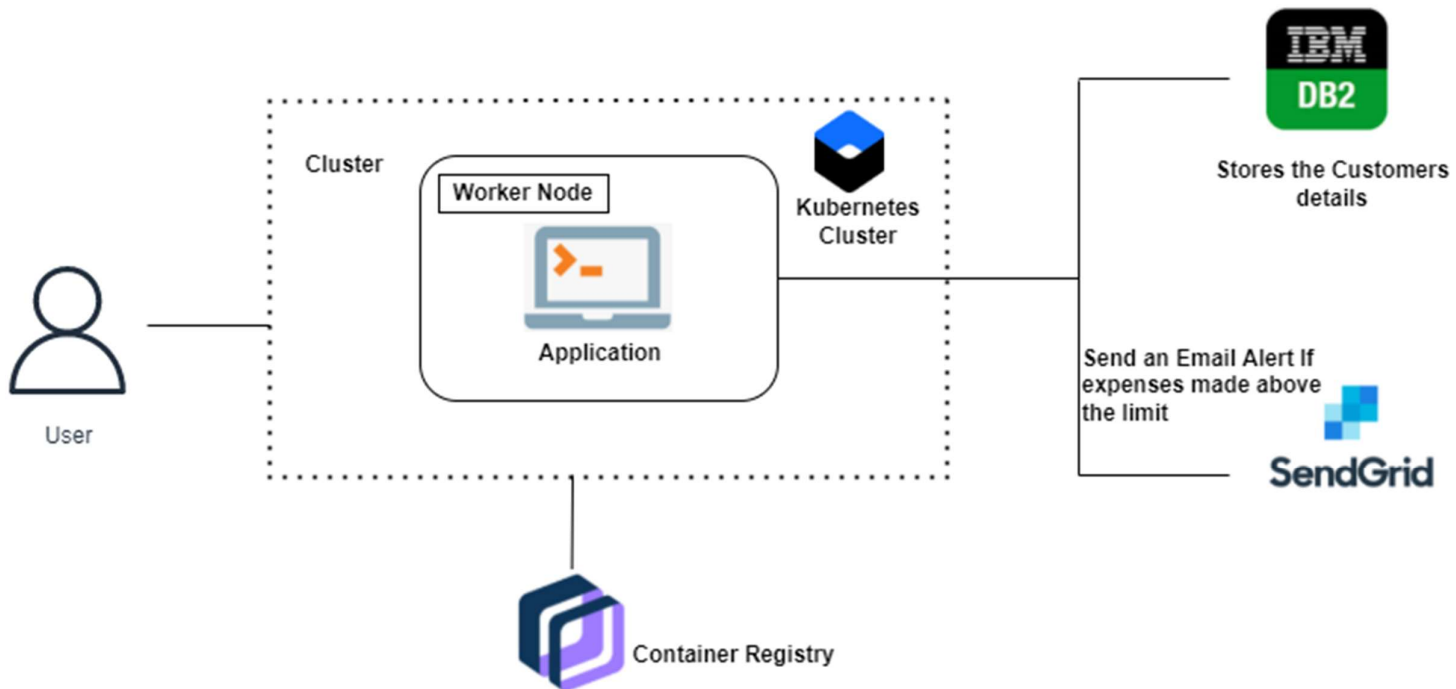 IBM
DB2
Stores the Customers
details
Cluster
Worker Node
Kubernetes
Cluster
Application
User
Send an Email Alert If
expenses made above
the limit
SendGrid
Container Registry